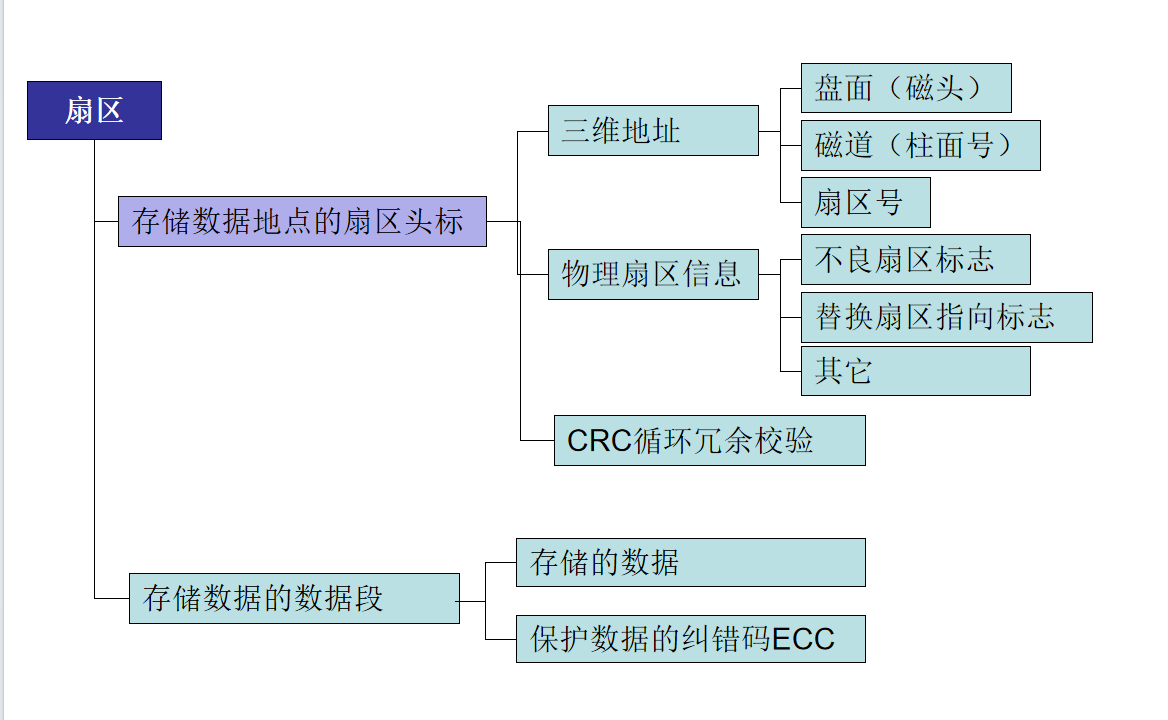 扇区
存储数据地点的扇区头标
三维地址
盘面（磁头）
磁道（柱面号）
扇区号
物理扇区信息
不良扇区标志
替换扇区指向标志
其它
CRC循环冗余校验
存储数据的数据段
存储的数据
保护数据的纠错码ECC